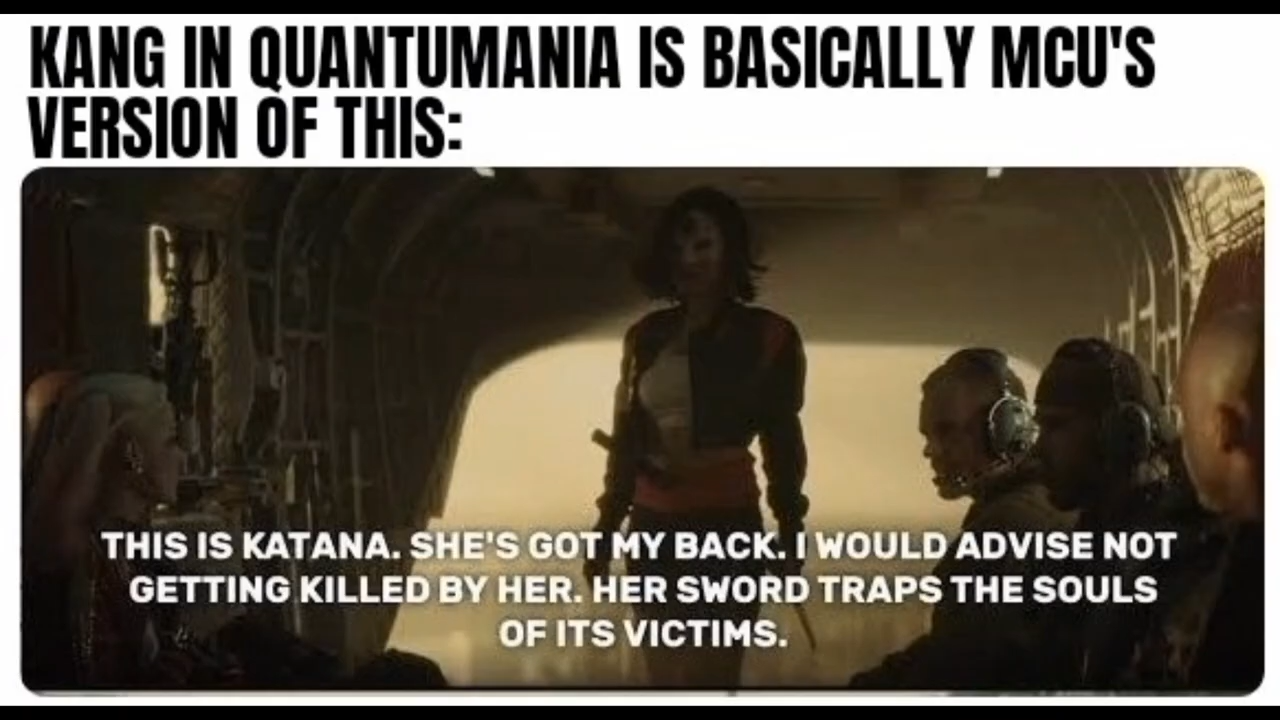 KANG IN QUANTUMANIA IS BASICALLY MCU'S
VERSION OF THIS:
THIS IS KATANA. SHE'S GOT MY BACK. I WOULD ADVISE NOT
GETTING KILLED BY HER. HER SWORD TRAPS THE SOULS
OF ITS VICTIMS.